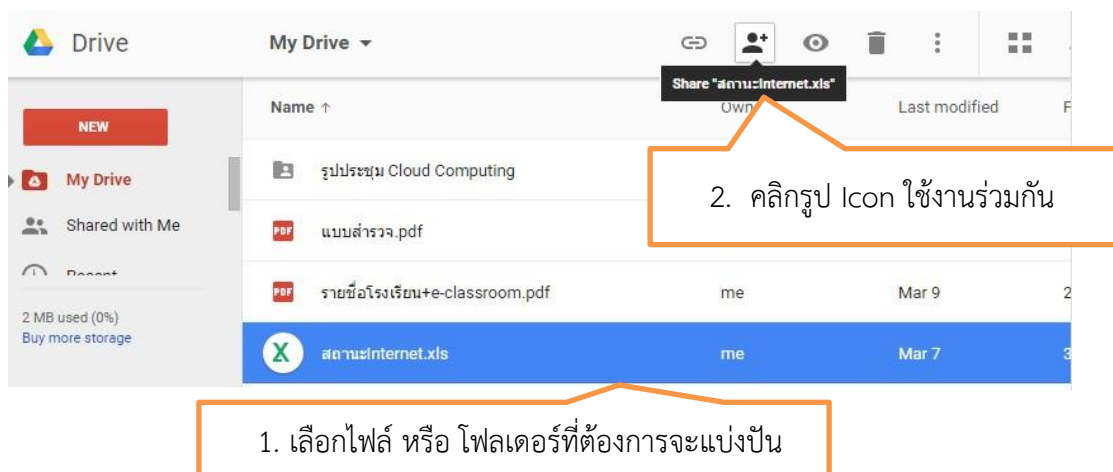 Drive
My Drive
Share "สถานะInternet.xls"
Name ↑
Last modified
NEW
My Drive
Shared with Me
2 MB used (0%)
Buy more storage
รูปประชุม Cloud Computing
2. คลิกรูป Icon ใช้งานร่วมกัน
PDF แบบสำรวจ.pdf
PDF รายชื่อโรงเรียน+e-classroom.pdf me Mar 9
X สถานะInternet.xls me Mar 7
1. เลือกไฟล์ หรือ โฟลเดอร์ที่ต้องการจะแบ่งปัน